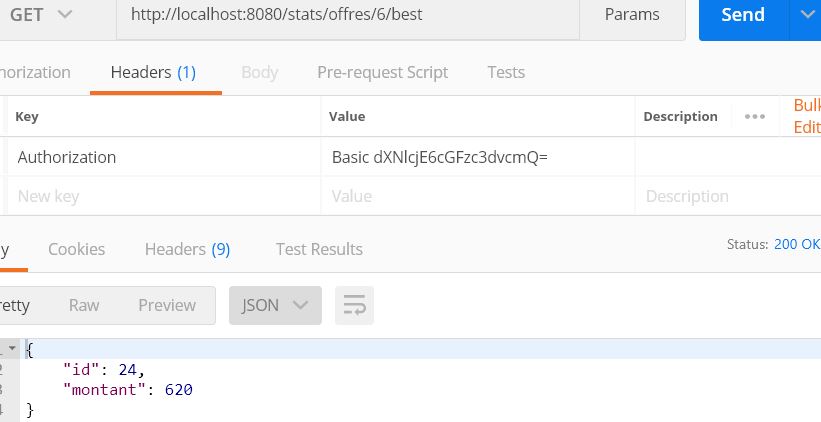 GET http://localhost:8080/stats/offres/6/best Params Send
horization Headers (1) Body Pre-request Script Tests
Key Value Description ••• Bulk
Edit
Authorization Basic dXNlcjE6cGFzc3dvcmQ=
New key Value Description
y Cookies Headers (9) Test Results Status: 200 OK
retty Raw Preview JSON
{
2 "id": 24,
3 "montant": 620
4 }